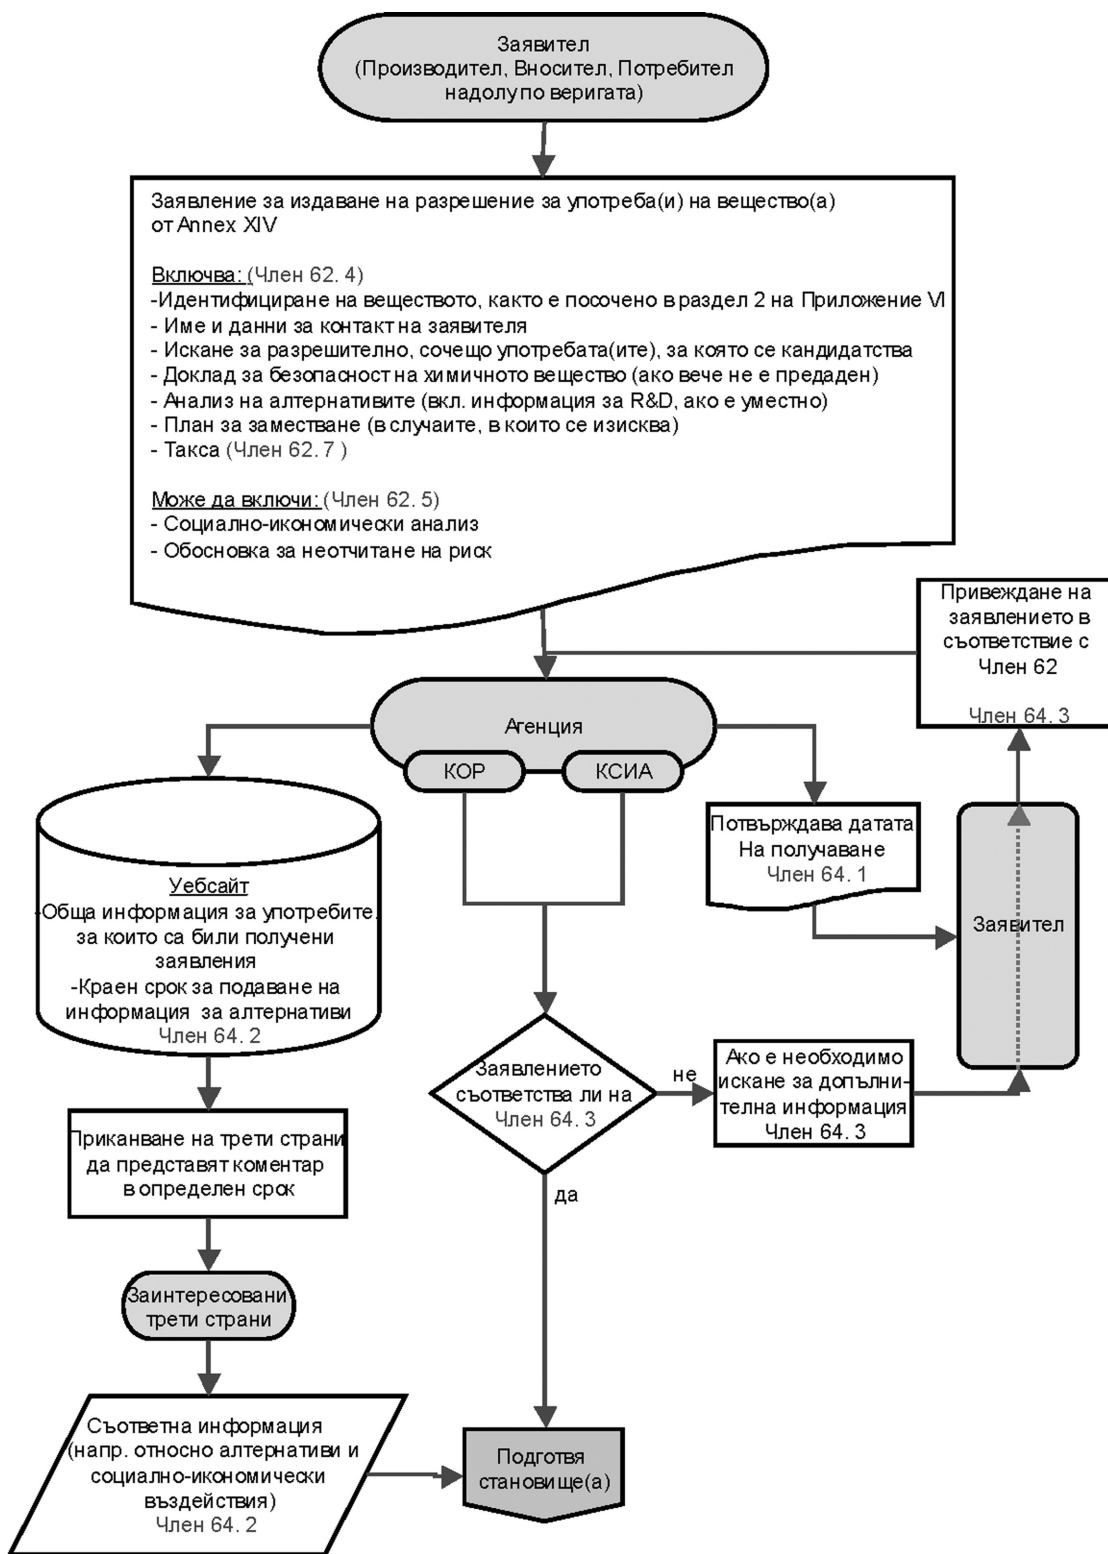 Заявител
(Производител, Вносител, Потребител
надолу по веригата)
Заявление за издаване на разрешение за употреба(и) на вещество(а)
от Annex XIV
Включва: (Член 62. 4)
-Идентифициране на веществото, както е посочено в раздел 2 на Приложение VI
- Име и данни за контакт на заявителя
- Искане за разрешително, сочещо употребата(ите), за която се кандидатства
- Доклад за безопасност на химичното вещество (ако вече не е предаден)
- Анализ на алтернативите (вкл. информация за R&D, ако е уместно)
- План за заместване (в случаите, в които се изисква)
- Такса (Член 62. 7 )
Може да включи: (Член 62. 5)
- Социално-икономически анализ
- Обосновка за неотчитане на риск
Привеждане на
заявлението в
съответствие с
Член 62
Член 64. 3
Агенция
КОР
КСИА
Потвърждава датата
На получаване
Член 64. 1
Заявител
Уебсайт
-Обща информация за употребите.
за които са били получени
заявления
-Краен срок за подаване на
информация за алтернативи
Член 64. 2
Заявлението
съответства ли на
Член 64. 3
не
Ако е необходимо
искане за допълни-
телна информация
Член 64. 3
да
Приканване на трети страни
да представят коментар
в определен срок
Заинтересовани
трети страни
Съответна информация
(напр. относно алтернативи и
социално-икономически
въздействия)
Член 64. 2
Подготвя
становище(а)